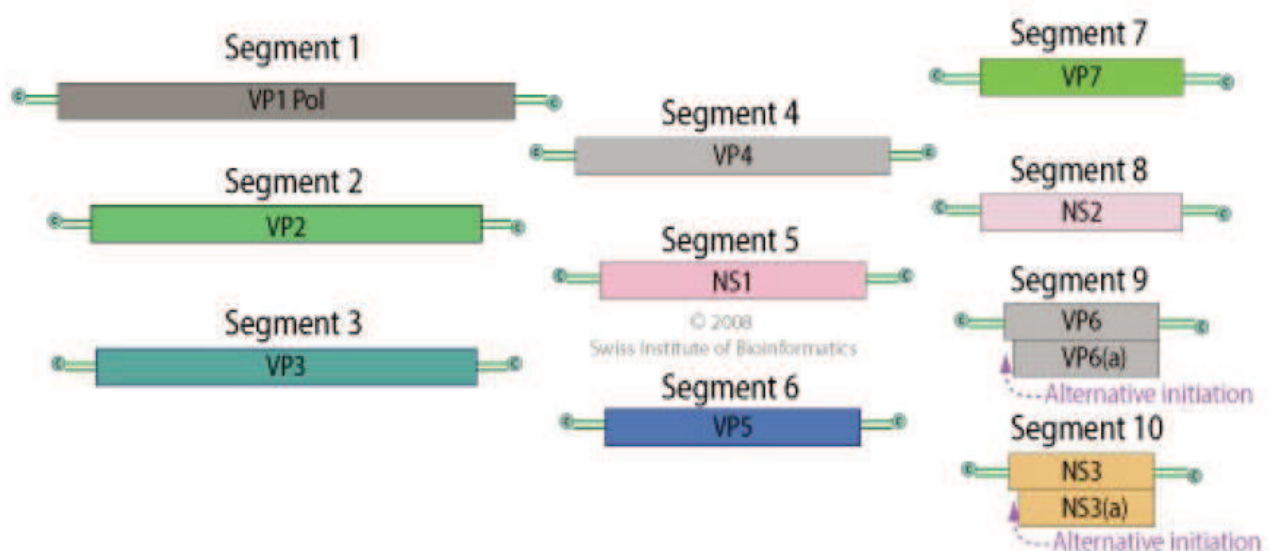 Segment 1
VP1 Pol
Segment 2
VP2
Segment 3
VP3
Segment 4
VP4
Segment 5
NS1
© 2008
Swiss Institute of Bioinformatics
Segment 6
VP5
Segment 7
VP7
Segment 8
NS2
Segment 9
VP6
VP6(a)
Alternative initiation
Segment 10
NS3
NS3(a)
Alternative initiation